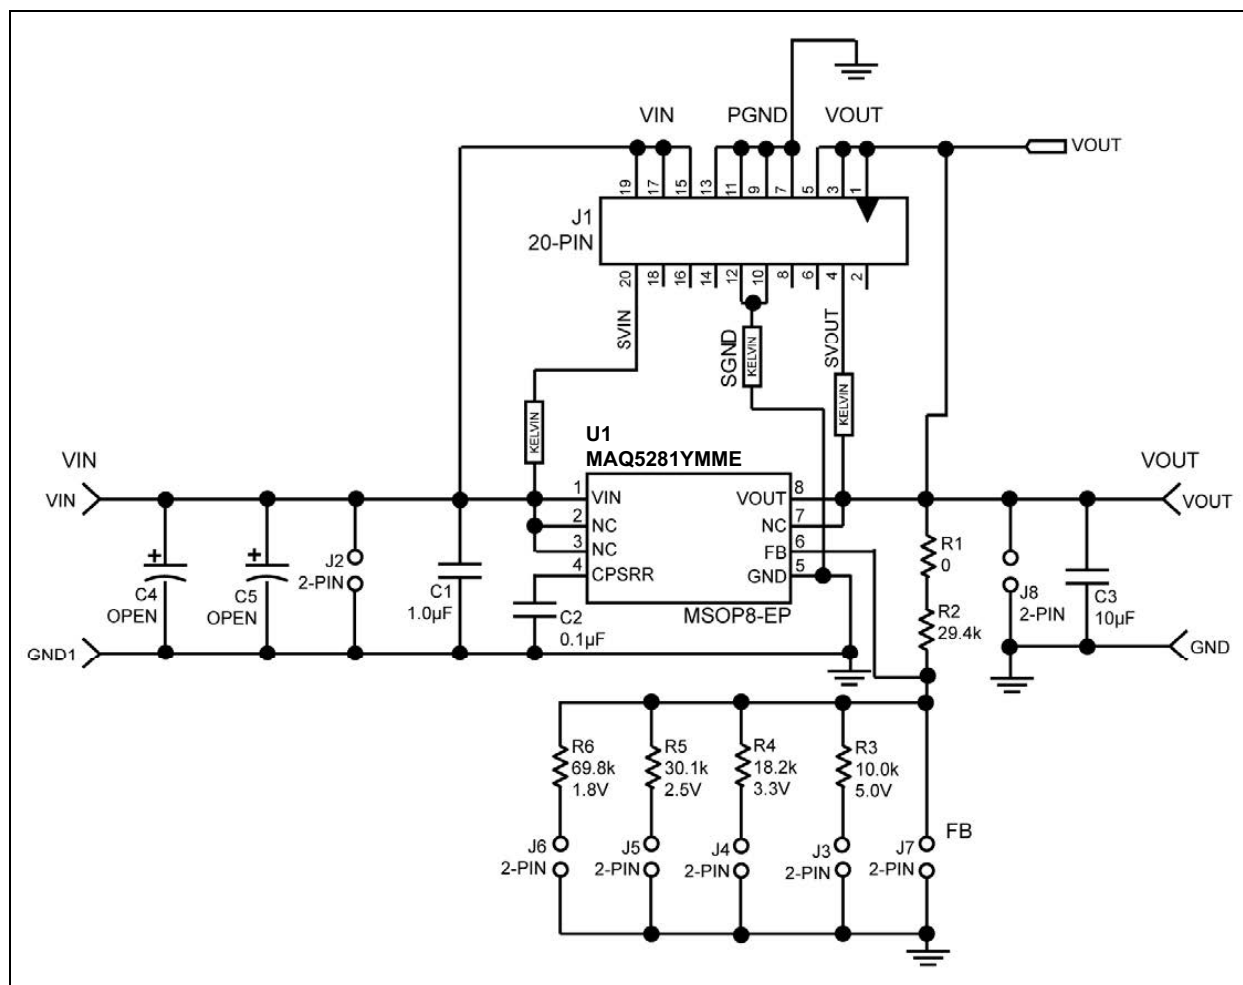 VIN
PGND
VOUT
VOUT
19
17
15
13
11
9
7
5
3
1
J1
20-PIN
20
18
16
14
12
10
8
6
4
2
SVIN
SGND
SVOUT
KELVIN
KELVIN
KELVIN
U1
MAQ5281YMME
VIN
VIN
VOUT
VOUT
1
VIN
VOUT
8
2
NC
NC
7
3
NC
FB
6
4
CPSRR
GND
5
MSOP8-EP
+
C4
OPEN
+
C5
OPEN
J2
2-PIN
C1
1.0µF
C2
0.1µF
R1
0
R2
29.4k
J8
2-PIN
C3
10µF
GND1
GND
R6
69.8k
1.8V
R5
30.1k
2.5V
R4
18.2k
3.3V
R3
10.0k
5.0V
FB
J6
2-PIN
J5
2-PIN
J4
2-PIN
J3
2-PIN
J7
2-PIN